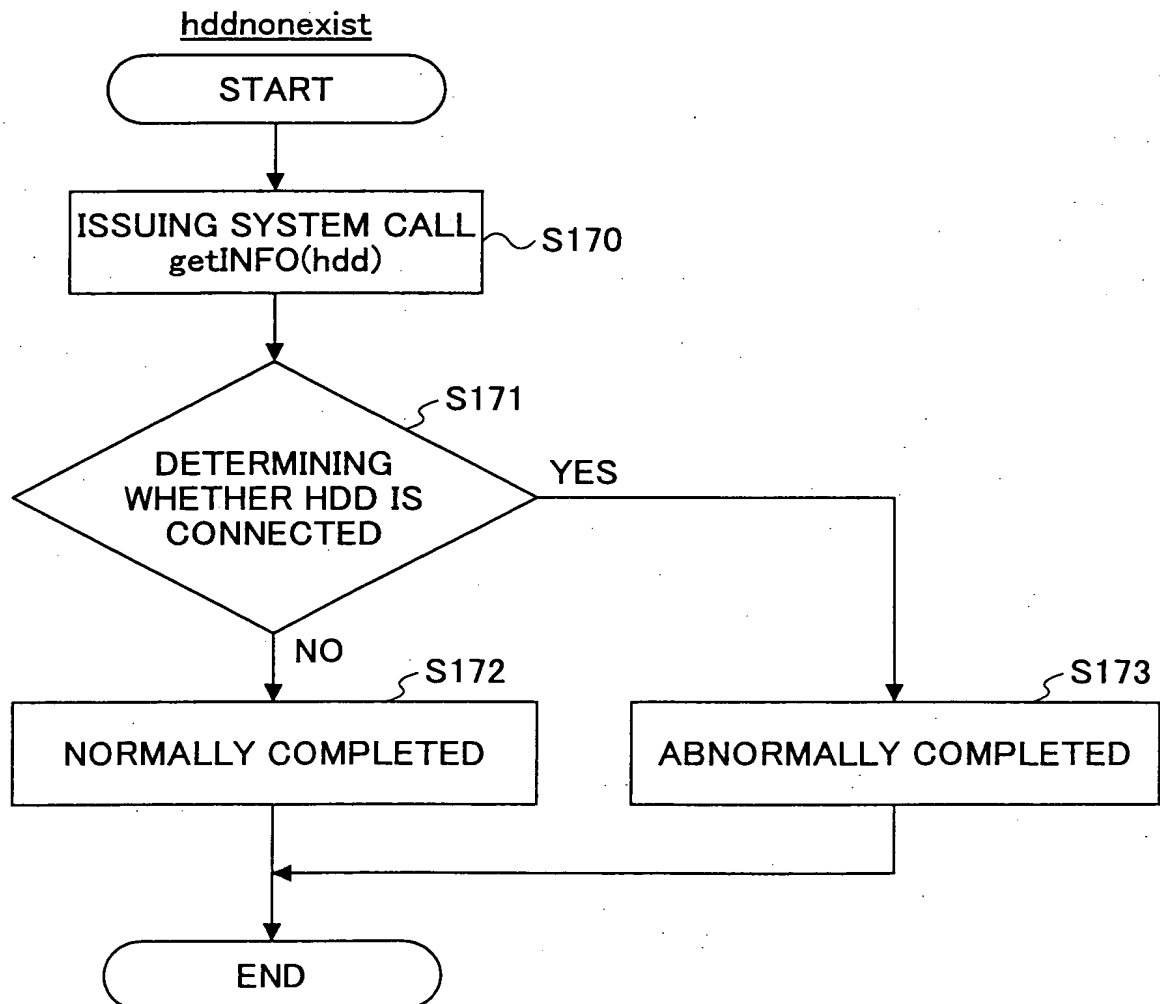 hddnonexist
START
ISSUING SYSTEM CALL
getINFO(hdd)
S170
S171
DETERMINING
WHETHER HDD IS
CONNECTED
YES
NO
S172
S173
NORMALLY COMPLETED
ABNORMALLY COMPLETED
END